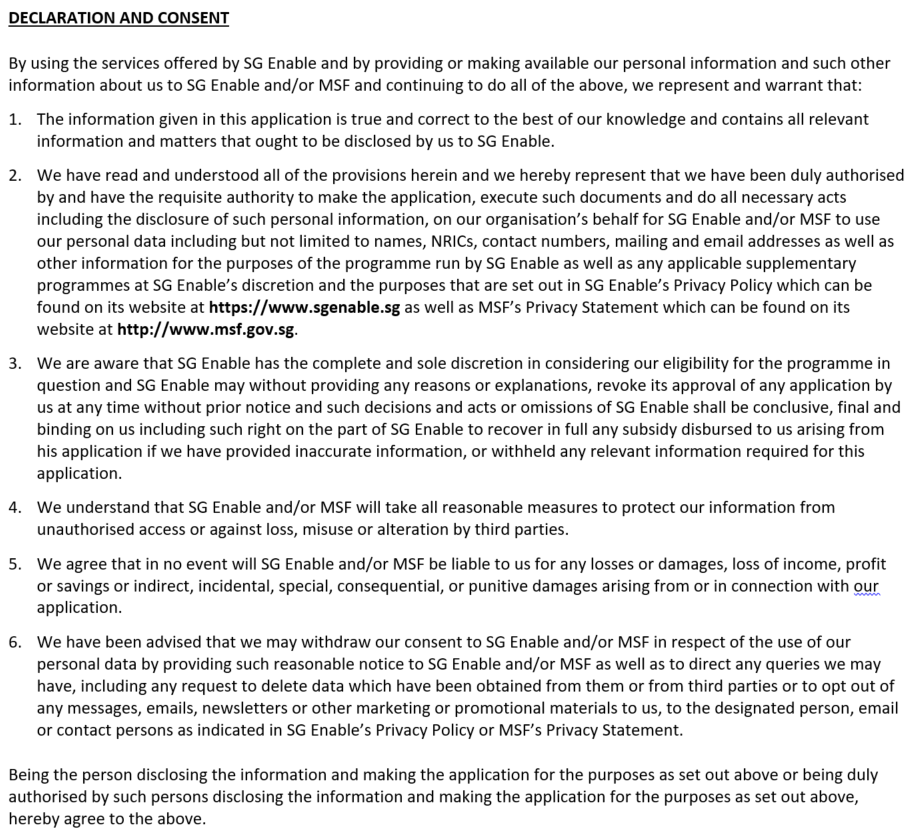 DECLARATION AND CONSENT
By using the services offered by SG Enable and by providing or making available our personal information and such other
information about us to SG Enable and/or MSF and continuing to do all of the above, we represent and warrant that:
1. The information given in this application is true and correct to the best of our knowledge and contains all relevant
information and matters that ought to be disclosed by us to SG Enable.
2. We have read and understood all of the provisions herein and we hereby represent that we have been duly authorised
by and have the requisite authority to make the application, execute such documents and do all necessary acts
including the disclosure of such personal information, on our organisation's behalf for SG Enable and/or MSF to use
our personal data including but not limited to names, NRICs, contact numbers, mailing and email addresses as well as
other information for the purposes of the programme run by SG Enable as well as any applicable supplementary
programmes at SG Enable's discretion and the purposes that are set out in SG Enable's Privacy Policy which can be
found on its website at https://www.sgenable.sg as well as MSF's Privacy Statement which can be found on its
website at http://www.msf.gov.sg.
3. We are aware that SG Enable has the complete and sole discretion in considering our eligibility for the programme in
question and SG Enable may without providing any reasons or explanations, revoke its approval of any application by
us at any time without prior notice and such decisions and acts or omissions of SG Enable shall be conclusive, final and
binding on us including such right on the part of SG Enable to recover in full any subsidy disbursed to us arising from
his application if we have provided inaccurate information, or withheld any relevant information required for this
application.
4. We understand that SG Enable and/or MSF will take all reasonable measures to protect our information from
unauthorised access or against loss, misuse or alteration by third parties.
5. We agree that in no event will SG Enable and/or MSF be liable to us for any losses or damages, loss of income, profit
or savings or indirect, incidental, special, consequential, or punitive damages arising from or in connection with our
application.
6. We have been advised that we may withdraw our consent to SG Enable and/or MSF in respect of the use of our
personal data by providing such reasonable notice to SG Enable and/or MSF as well as to direct any queries we may
have, including any request to delete data which have been obtained from them or from third parties or to opt out of
any messages, emails, newsletters or other marketing or promotional materials to us, to the designated person, email
or contact persons as indicated in SG Enable's Privacy Policy or MSF's Privacy Statement.
Being the person disclosing the information and making the application for the purposes as set out above or being duly
authorised by such persons disclosing the information and making the application for the purposes as set out above,
hereby agree to the above.